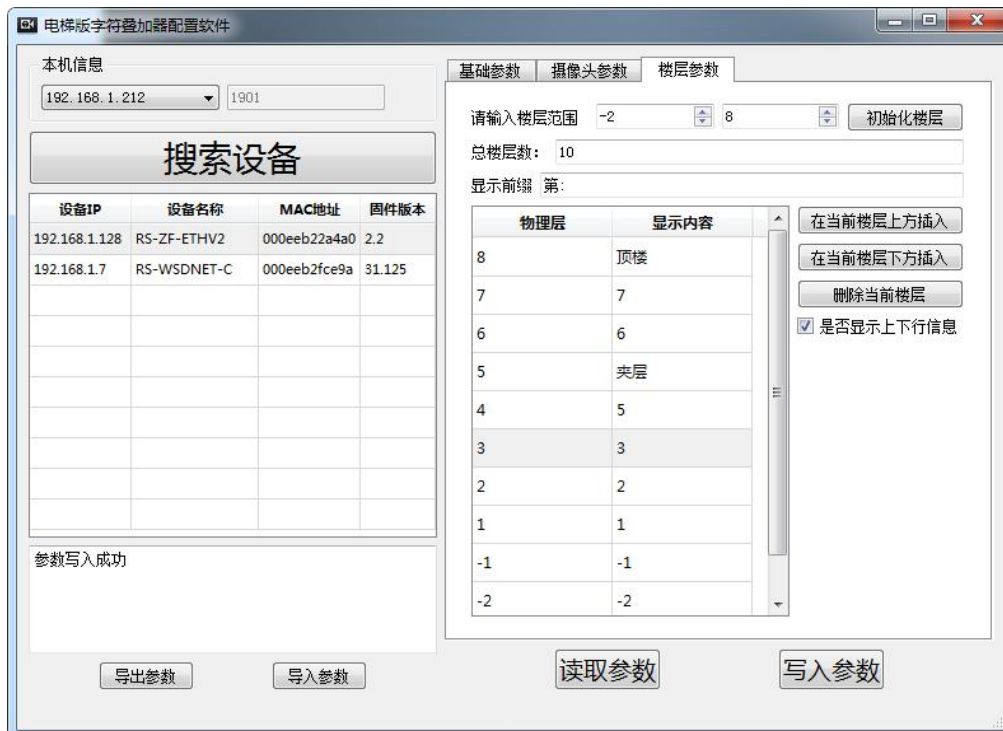 电梯版字符叠加器配置软件
本机信息
192.168.1.212 1901
搜索设备
设备IP 设备名称 MAC地址 固件版本
192.168.1.128 RS-ZF-ETHV2 000eeb22a4a0 2.2
192.168.1.7 RS-WSDNET-C 000eeb2fce9a 31.125
参数写入成功
导出参数 导入参数
基础参数 摄像头参数 楼层参数
请输入楼层范围 -2 8 初始化楼层
总楼层数： 10
显示前缀 第:
物理层 显示内容
8 顶楼
7 7
6 6
5 夹层
4 5
3 3
2 2
1 1
-1 -1
-2 -2
在当前楼层上方插入
在当前楼层下方插入
删除当前楼层
是否显示上下行信息
读取参数 写入参数